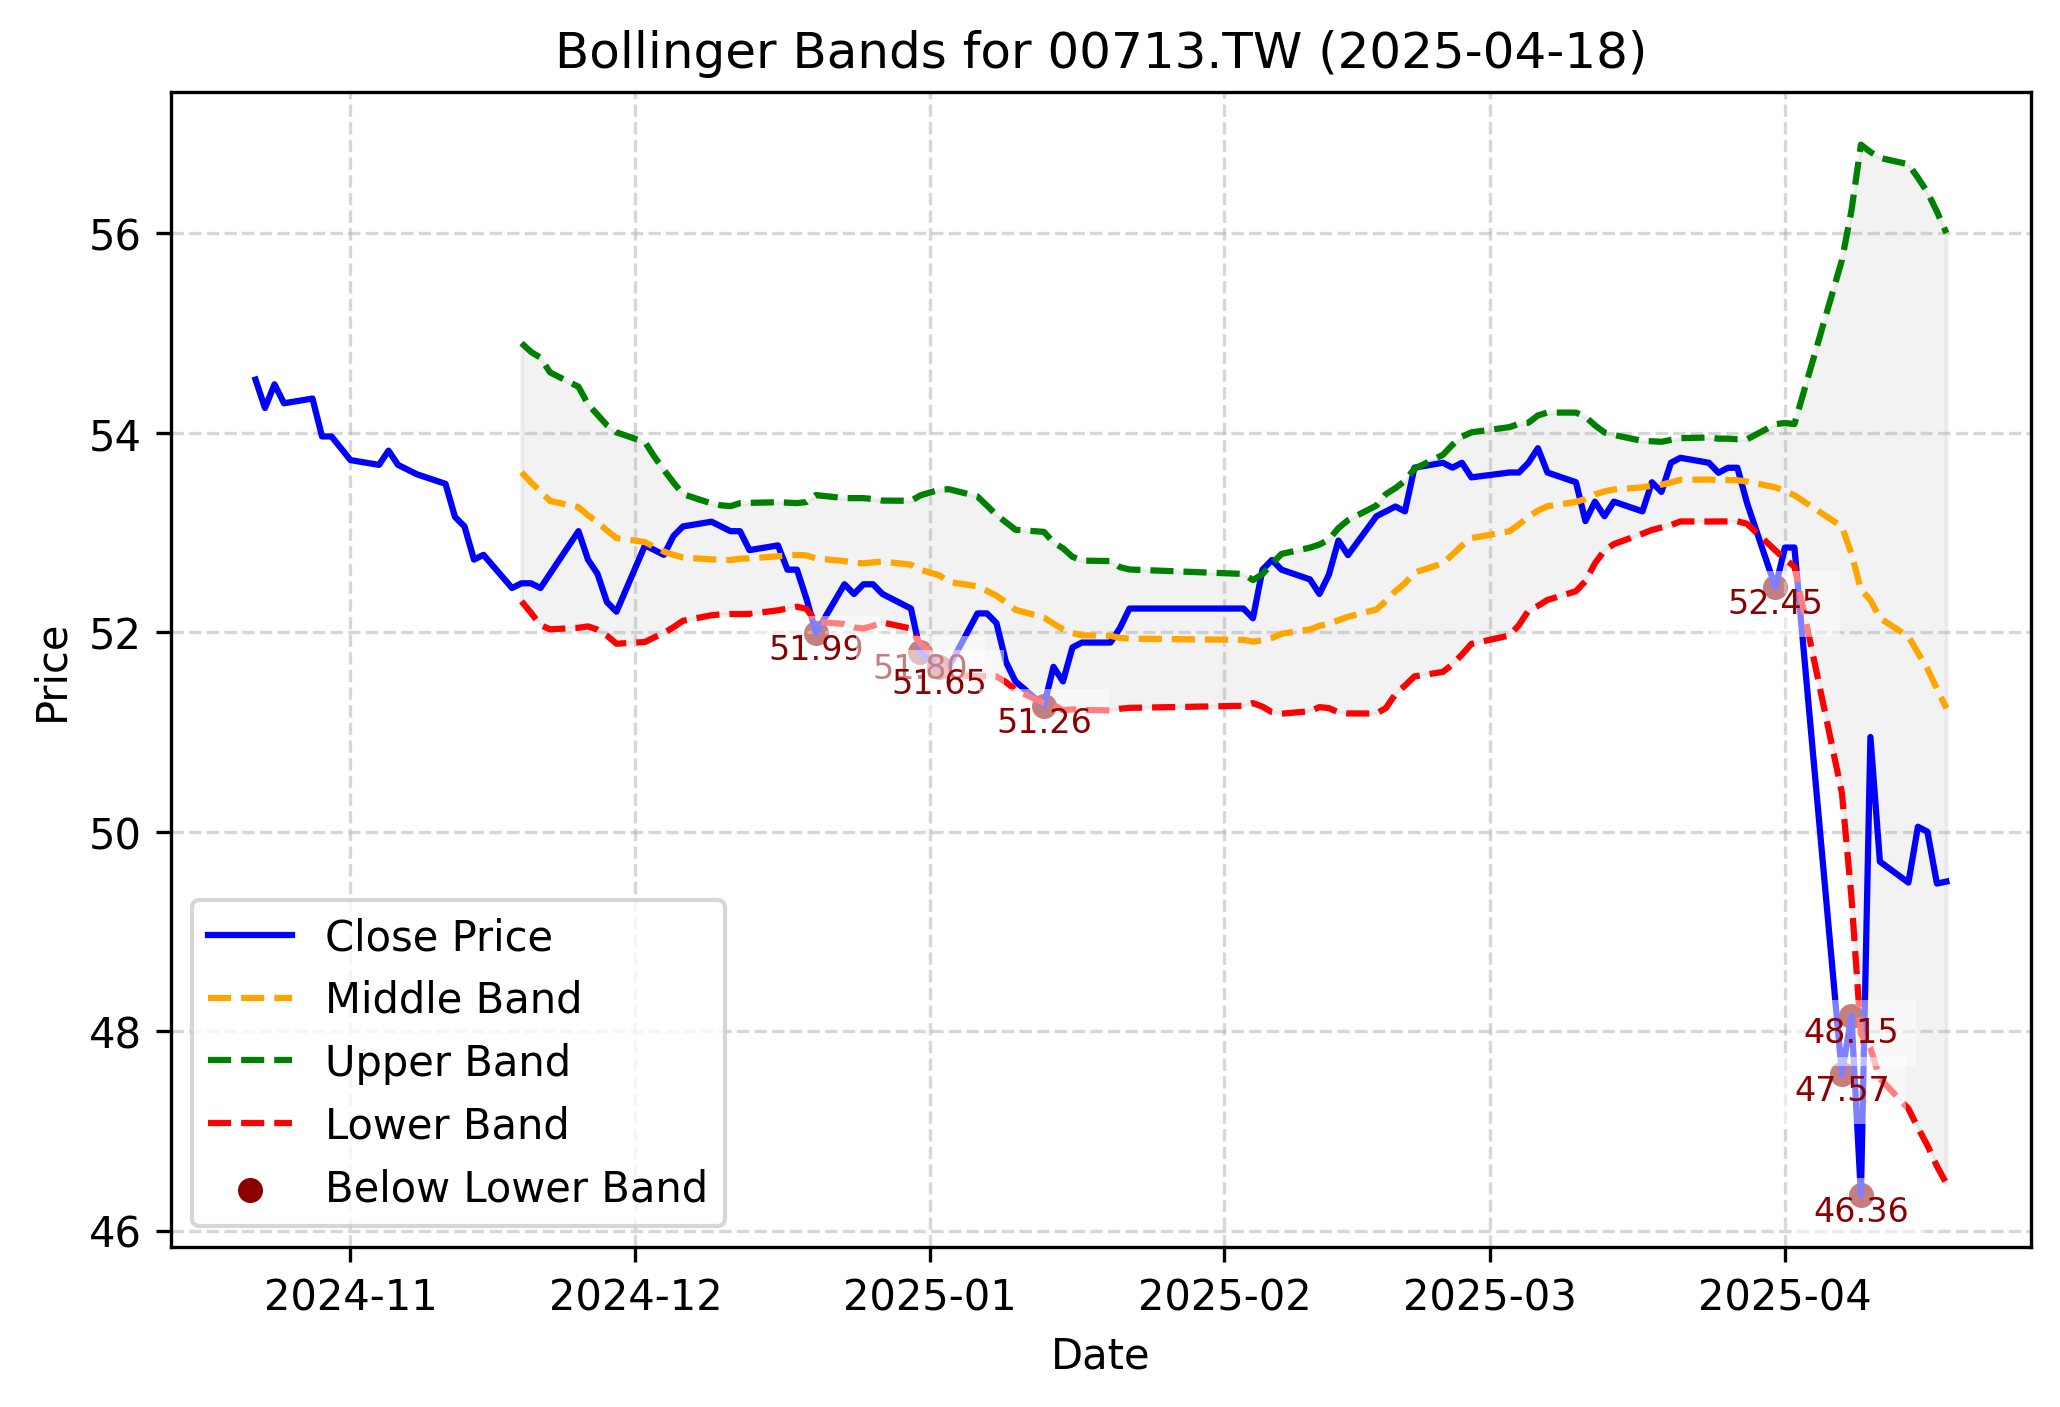 Bollinger Bands for 00713.TW (2025-04-18)
Price
56
54
52
50
48
46
51.99
51.80
51.65
51.26
52.45
48.15
47.57
46.36
Close Price
Middle Band
Upper Band
Lower Band
Below Lower Band
2024-11
2024-12
2025-01
2025-02
2025-03
2025-04
Date